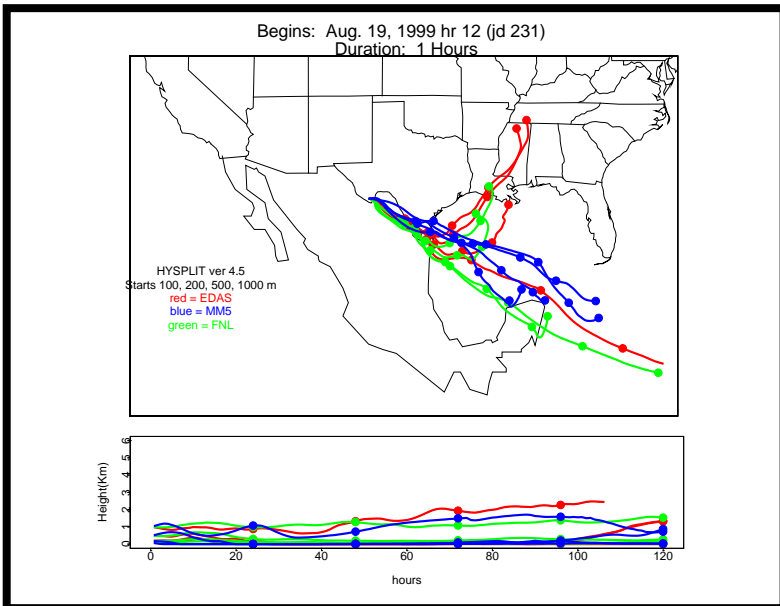 Begins:  Aug. 19, 1999 hr 12 (jd 231)
Duration:  1 Hours
HYSPLIT ver 4.5
Starts 100, 200, 500, 1000 m
red = EDAS
blue = MM5
green = FNL
Height(Km)
6
5
4
3
2
1
0
0 20 40 60 80 100 120
hours